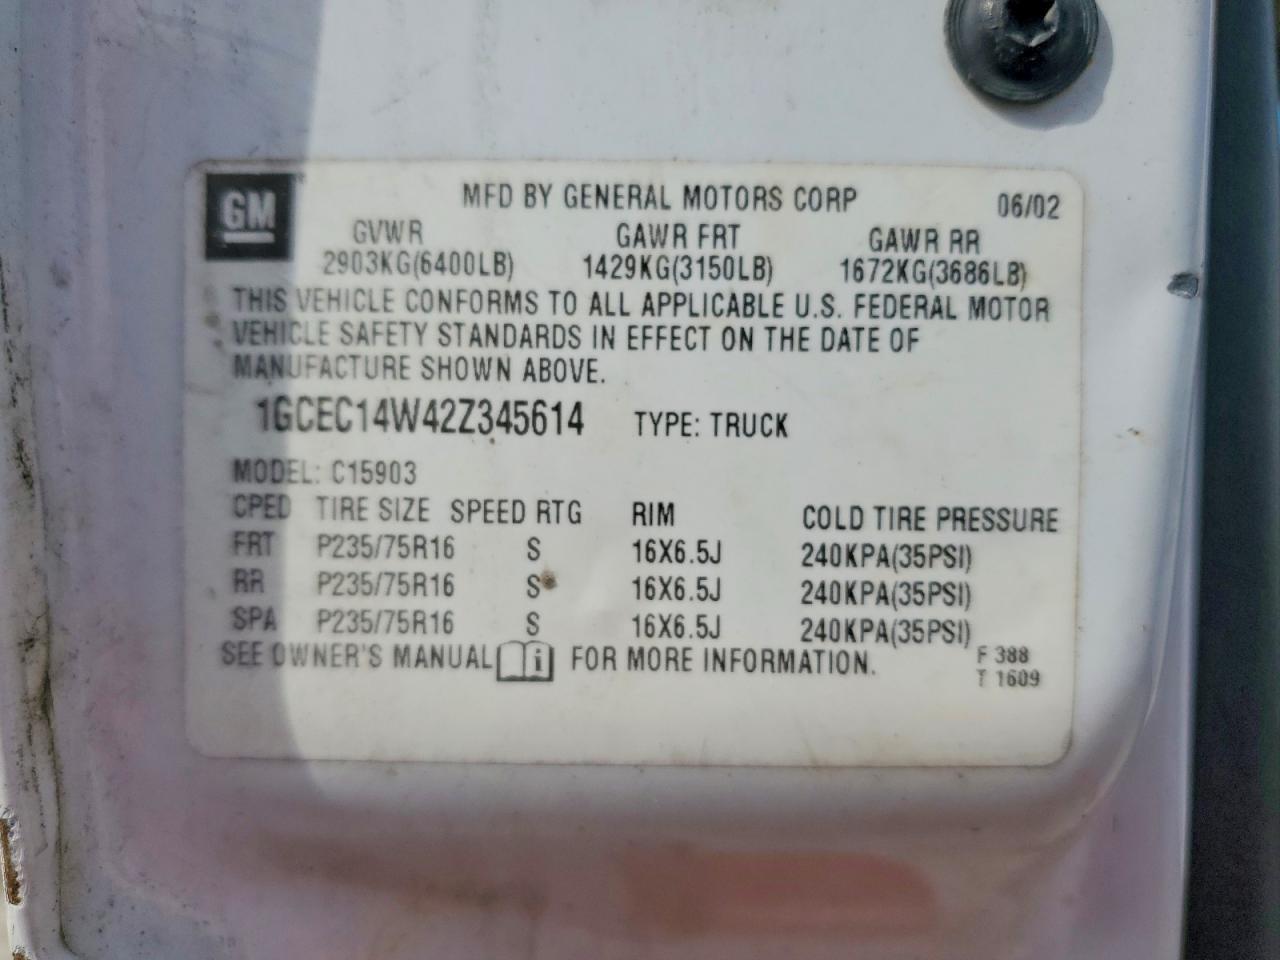 GM MFD BY GENERAL MOTORS CORP 06/02
GVWR GAWR FRT GAWR RR
2903KG(6400LB) 1429KG(3150LB) 1672KG(3686LB)
THIS VEHICLE CONFORMS TO ALL APPLICABLE U.S. FEDERAL MOTOR
VEHICLE SAFETY STANDARDS IN EFFECT ON THE DATE OF
MANUFACTURE SHOWN ABOVE.
1GCEC14W42Z345614 TYPE: TRUCK
MODEL: C15903
CPED TIRE SIZE SPEED RTG RIM COLD TIRE PRESSURE
FRT P235/75R16 S 16X6.5J 240KPA(35PSI)
RR P235/75R16 S 16X6.5J 240KPA(35PSI)
SPA P235/75R16 S 16X6.5J 240KPA(35PSI)
SEE OWNER'S MANUAL i FOR MORE INFORMATION. F 388
T 1609